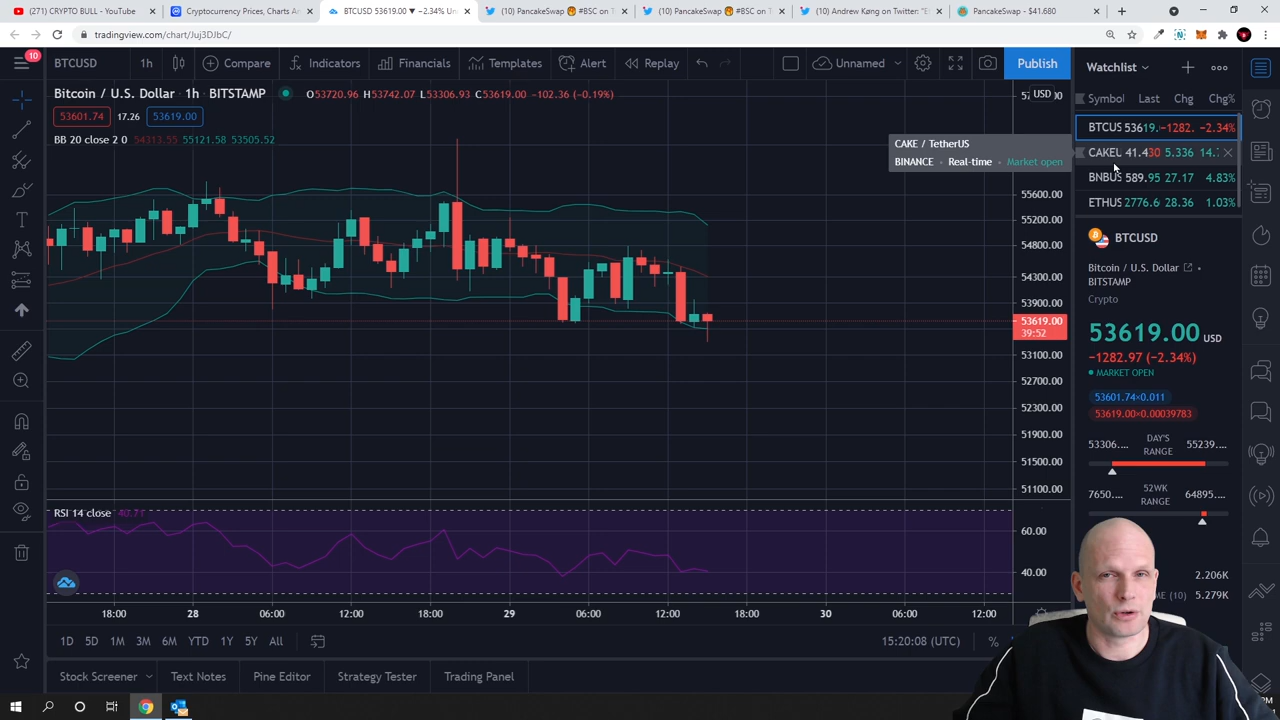 (271) CRYPTO BULL - YouTube
Cryptocurrency Prices, Charts An
BTCUSD 53619.00 ▼ −2.34% Un
(10) PancakeSwap 🥞 #BSC on T
(10) PancakeSwap 🥞 #BSC on T
(10) Andrew Kang on Twitter: "Et
PancakeSwap - $41.680
tradingview.com/chart/Juj3DJbC/
10
BTCUSD
1h
Compare
Indicators
Financials
Templates
Alert
Replay
Unnamed
Publish
Watchlist
Bitcoin / U.S. Dollar • 1h • BITSTAMP
O53720.96 H53742.07 L53306.93 C53619.00 −102.36 (−0.19%)
USD
53601.74
17.26
53619.00
BB 20 close 2 0 54313.55 55121.58 53505.52
Symbol Last Chg Chg%
BTCUS 53619. −1282. −2.34%
CAKEU 41.430 5.336 14.
BNBUS 589.95 27.17 4.83%
ETHUS 2776.6 28.36 1.03%
CAKE / TetherUS
BINANCE • Real-time • Market open
55600.00
55200.00
54800.00
54300.00
53900.00
53619.00
39:52
53100.00
52700.00
52300.00
51900.00
51500.00
51100.00
BTCUSD
Bitcoin / U.S. Dollar •
BITSTAMP
Crypto
53619.00 USD
−1282.97 (−2.34%)
• MARKET OPEN
53601.74×0.011
53619.00×0.00039783
53306.... DAY'S RANGE 55239....
7650.... 52WK RANGE 64895....
2.206K
5.279K
RSI 14 close 40.71
60.00
40.00
18:00 28 06:00 12:00 18:00 29 06:00 12:00 18:00 30 06:00 12:00
1D 5D 1M 3M 6M YTD 1Y 5Y All
15:20:08 (UTC)
%
Stock Screener
Text Notes
Pine Editor
Strategy Tester
Trading Panel